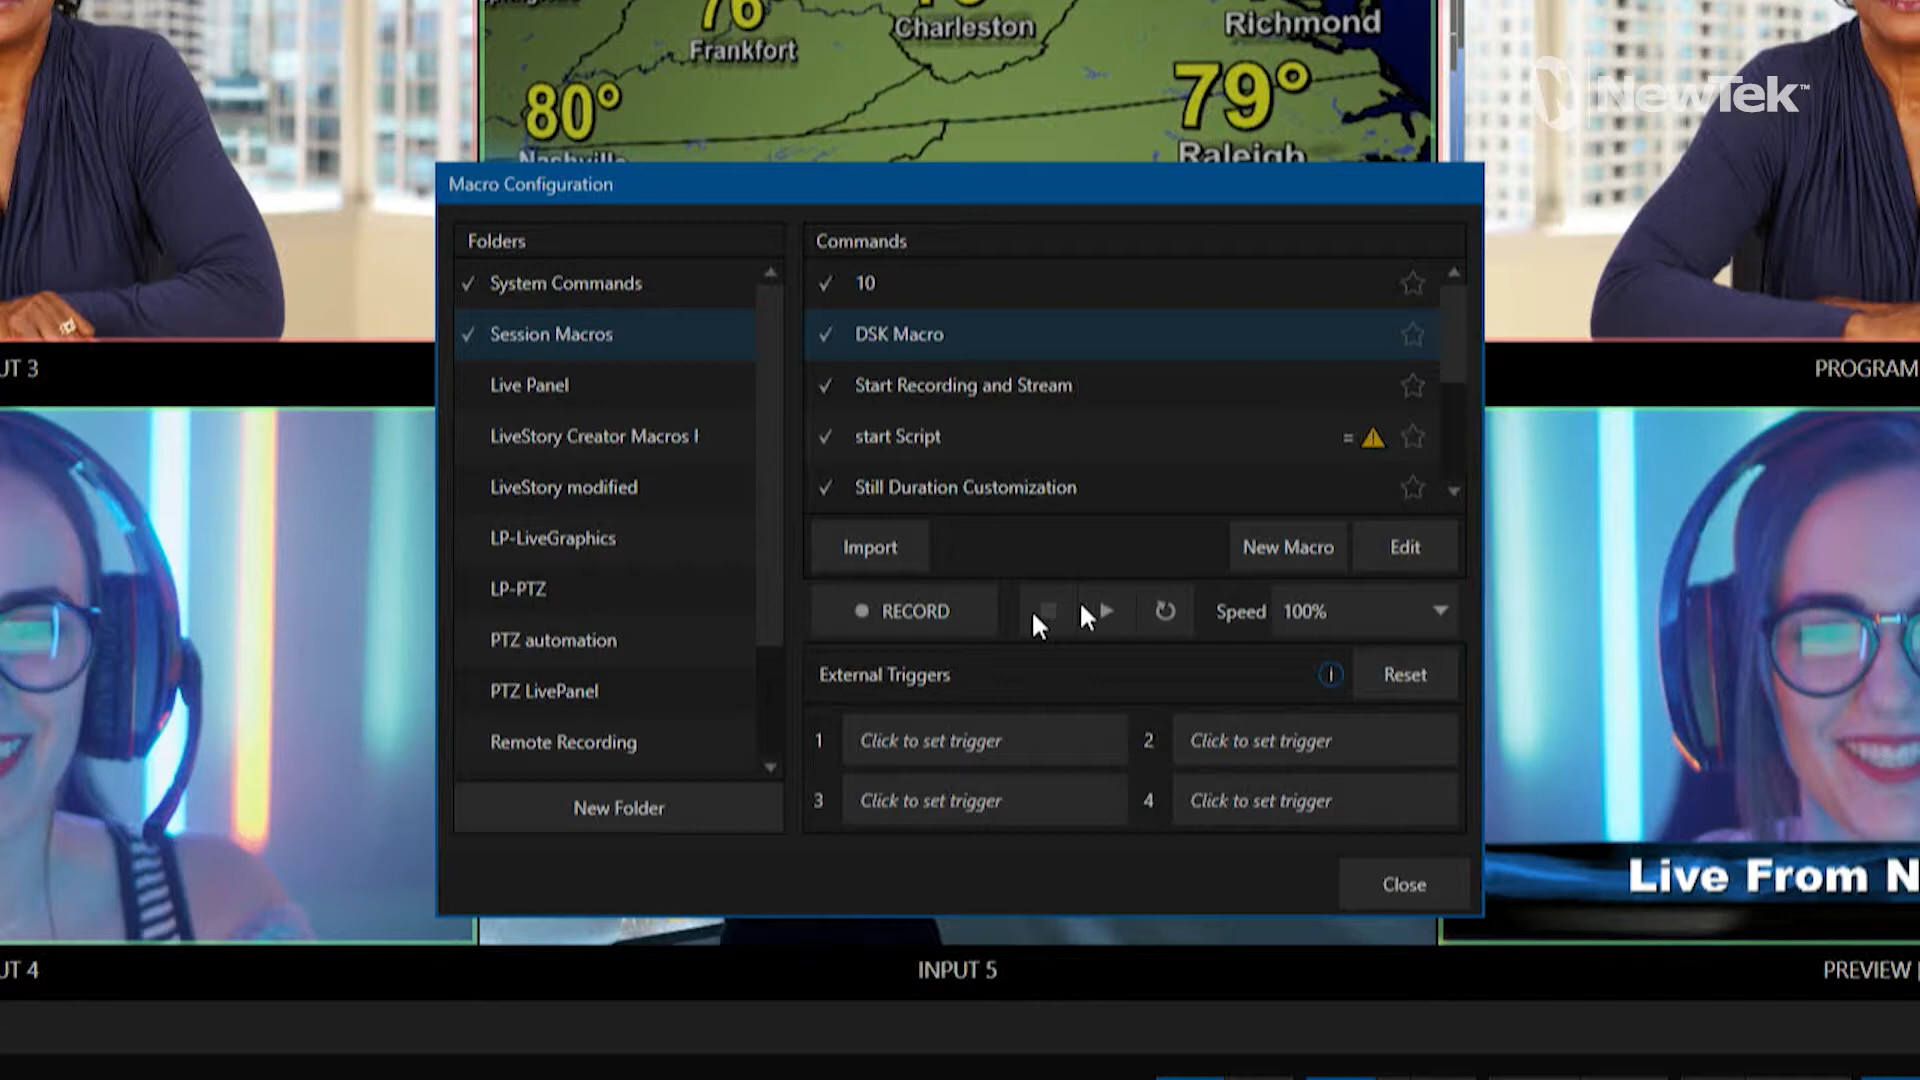 76
Frankfort
Charleston
Richmond
80°
79°
Nashville
Raleigh
NewTek™
Macro Configuration
Folders
System Commands
Session Macros
Live Panel
LiveStory Creator Macros
LiveStory modified
LP-LiveGraphics
LP-PTZ
PTZ automation
PTZ LivePanel
Remote Recording
New Folder
Commands
10
DSK Macro
Start Recording and Stream
start Script =
Still Duration Customization
Import
New Macro
Edit
RECORD
Speed 100%
External Triggers
Reset
1 Click to set trigger
2 Click to set trigger
3 Click to set trigger
4 Click to set trigger
Close
UT 3
PROGRAM
Live From N
UT 4
INPUT 5
PREVIEW